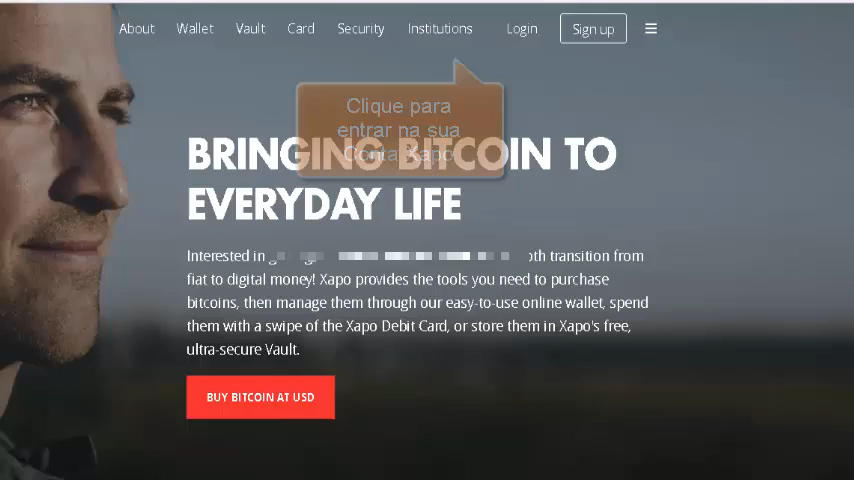 About Wallet Vault Card Security Institutions Login Sign up
Clique para
entrar na sua
Conta Xapo
BRINGING BITCOIN TO
EVERYDAY LIFE
Interested in oth transition from
fiat to digital money! Xapo provides the tools you need to purchase
bitcoins, then manage them through our easy-to-use online wallet, spend
them with a swipe of the Xapo Debit Card, or store them in Xapo's free,
ultra-secure Vault.
BUY BITCOIN AT USD